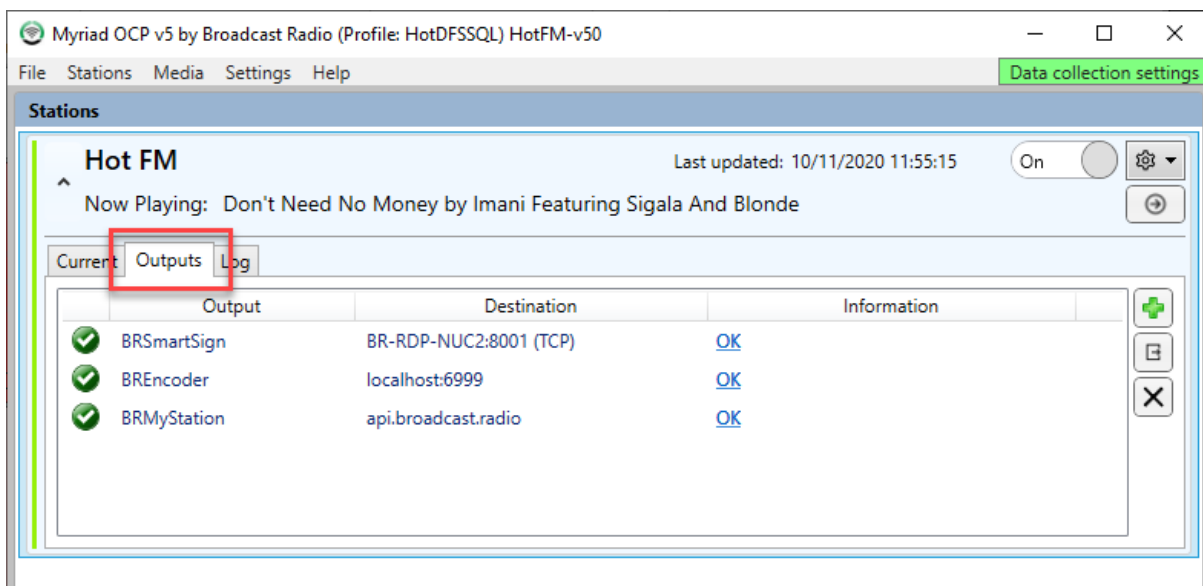 Myriad OCP v5 by Broadcast Radio (Profile: HotDFSSQL) HotFM-v50
File Stations Media Settings Help Data collection settings
Stations
Hot FM Last updated: 10/11/2020 11:55:15 On
Now Playing: Don't Need No Money by Imani Featuring Sigala And Blonde
Current Outputs Log
Output Destination Information
BRSmartSign BR-RDP-NUC2:8001 (TCP) OK
BREncoder localhost:6999 OK
BRMyStation api.broadcast.radio OK